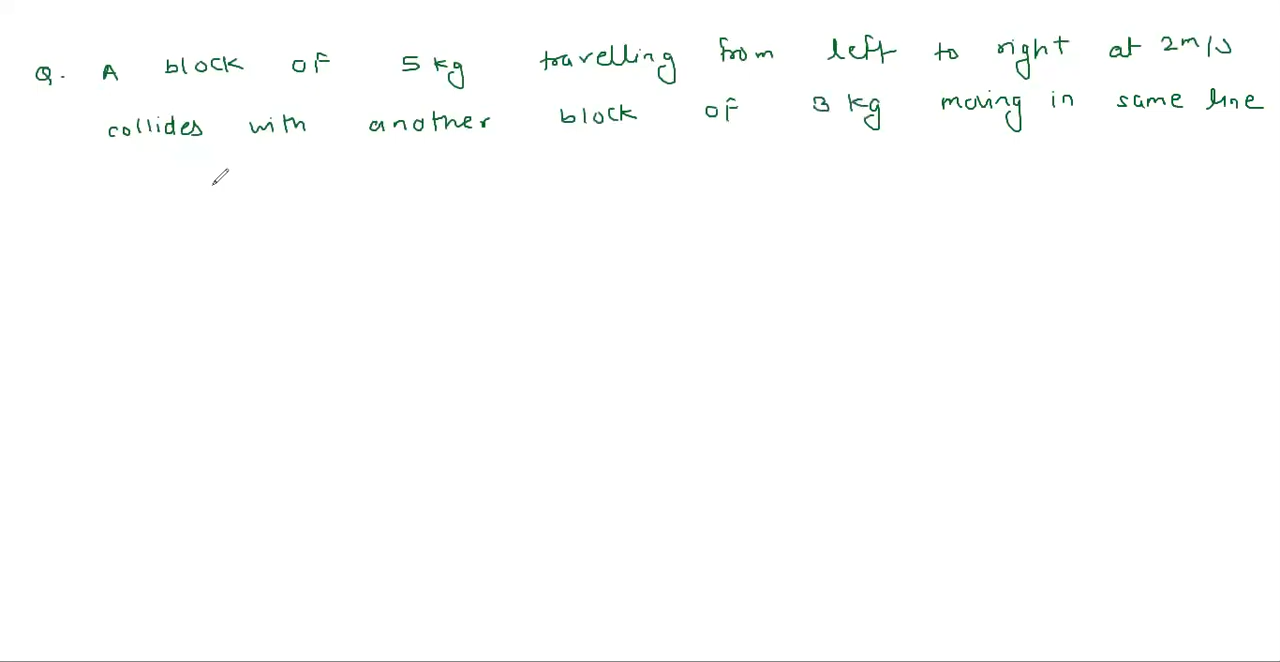 Q. A block of 5 kg travelling from left to right at 2m/s
collides with another block of 3 kg moving in same line